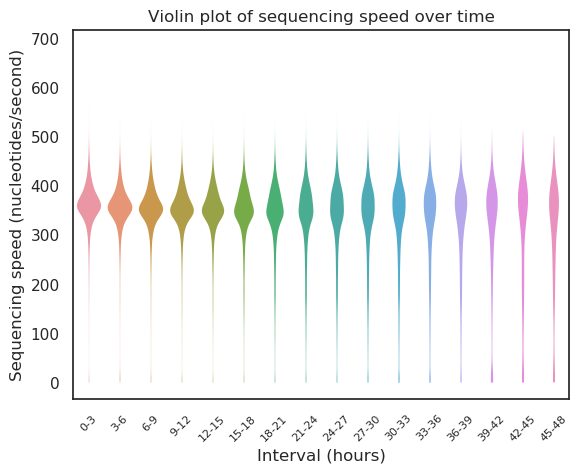 Violin plot of sequencing speed over time
Sequencing speed (nucleotides/second)
700
600
500
400
300
200
100
0
0-3 3-6 6-9 9-12 12-15 15-18 18-21 21-24 24-27 27-30 30-33 33-36 36-39 39-42 42-45 45-48
Interval (hours)